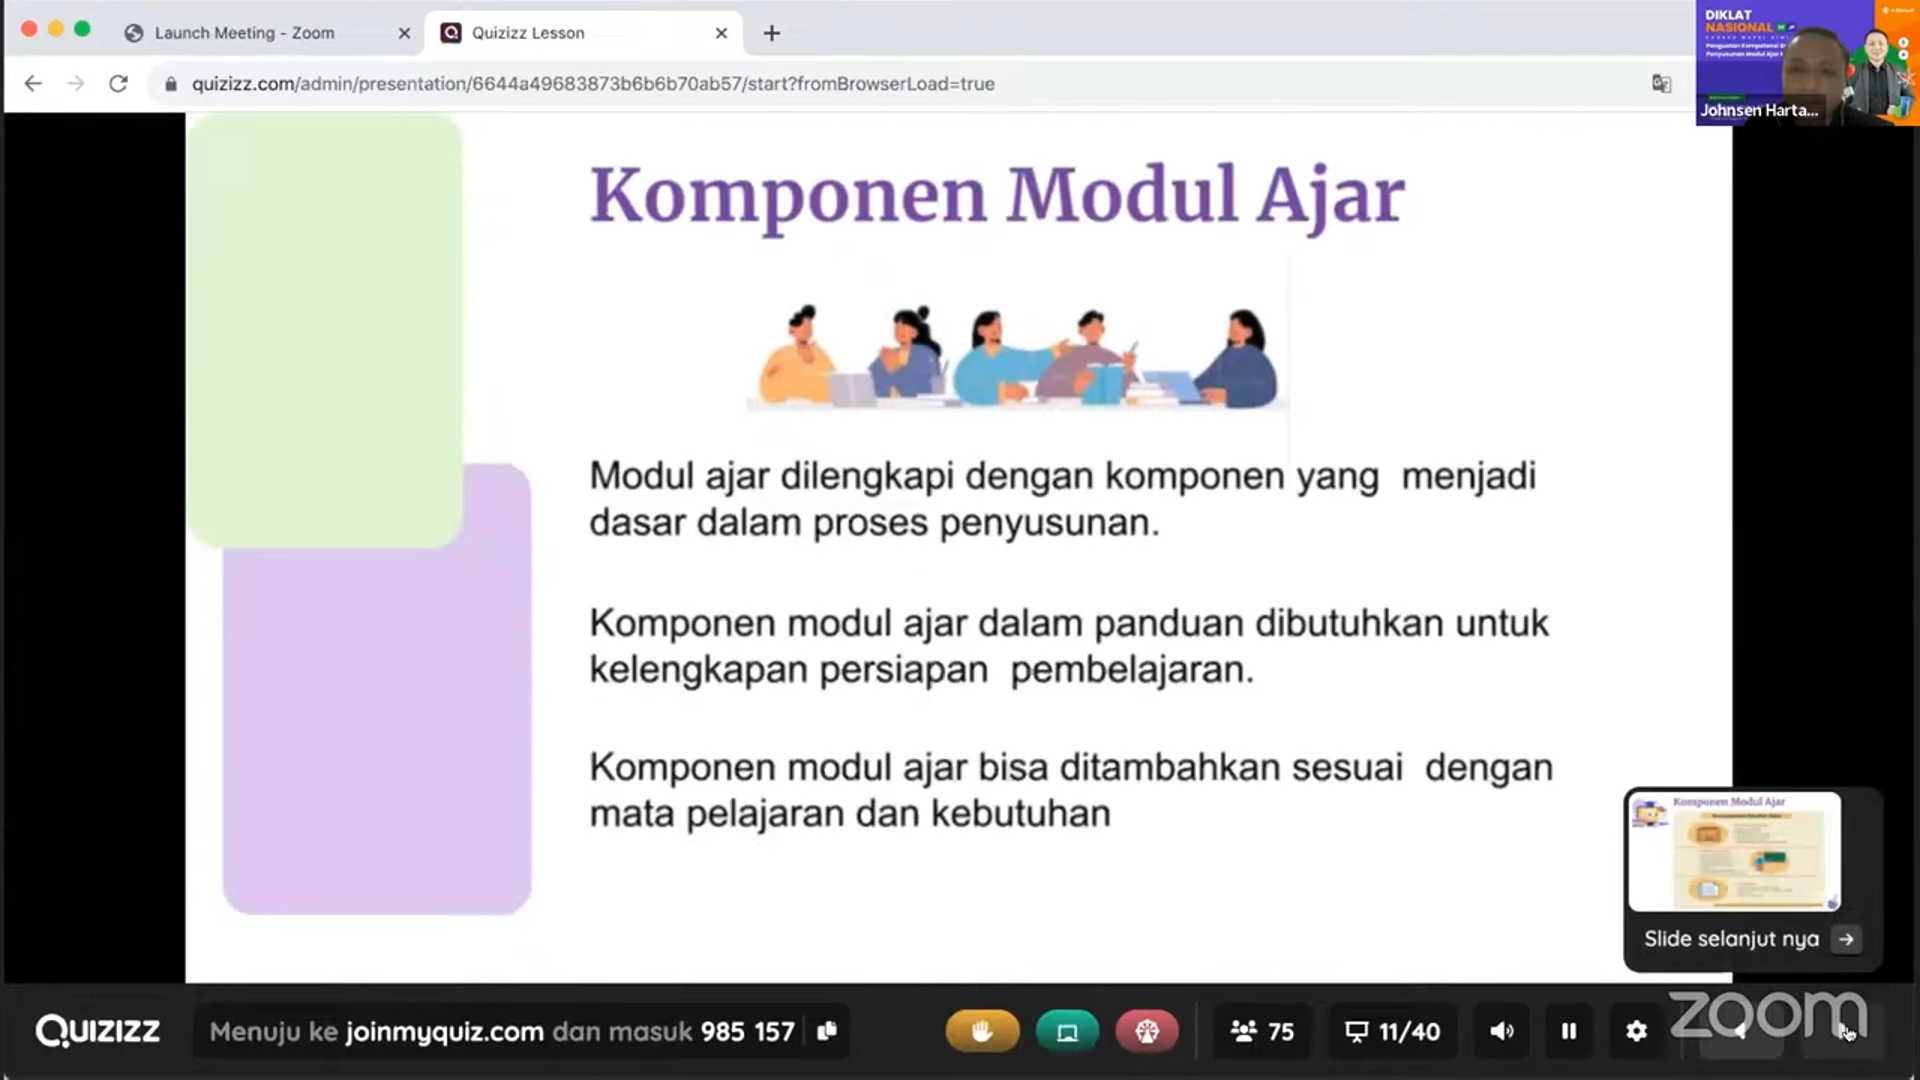 Launch Meeting - Zoom
Quizizz Lesson
quizizz.com/admin/presentation/6644a49683873b6b6b70ab57/start?fromBrowserLoad=true
DIKLAT
NASIONAL
Johnsen Harta...
Komponen Modul Ajar
Modul ajar dilengkapi dengan komponen yang menjadi
dasar dalam proses penyusunan.
Komponen modul ajar dalam panduan dibutuhkan untuk
kelengkapan persiapan pembelajaran.
Komponen modul ajar bisa ditambahkan sesuai dengan
mata pelajaran dan kebutuhan
Komponen Modul Ajar
Slide selanjut nya
QUIZIZZ
Menuju ke joinmyquiz.com dan masuk 985 157
75
11/40
zoom